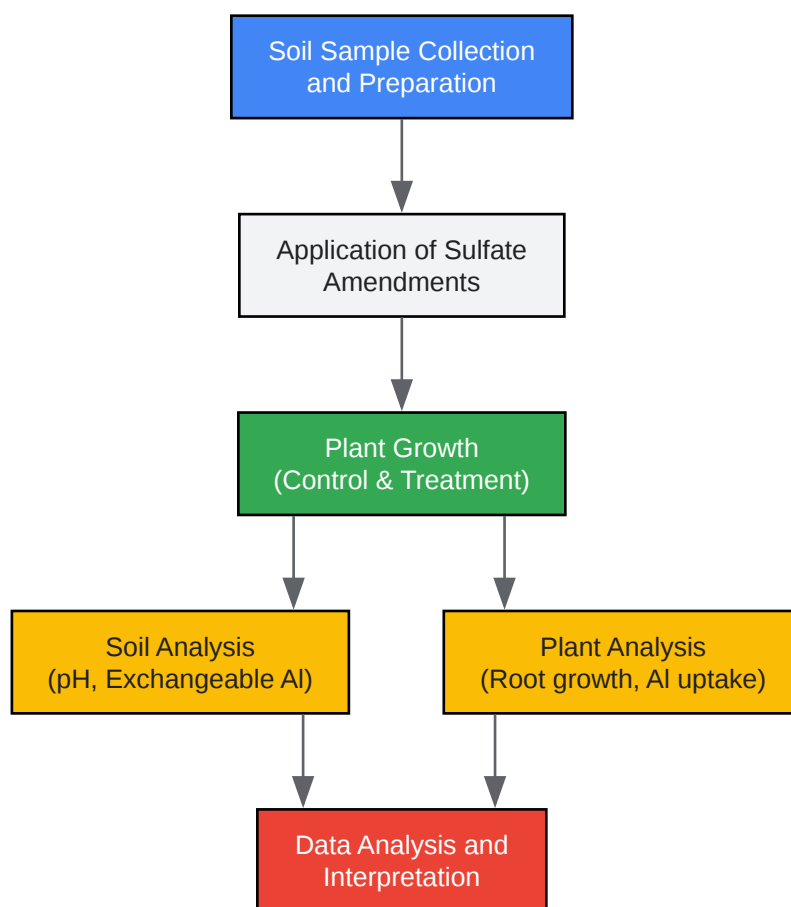 Soil Sample Collection
and Preparation
Application of Sulfate
Amendments
Plant Growth
(Control & Treatment)
Soil Analysis
(pH, Exchangeable Al)
Plant Analysis
(Root growth, Al uptake)
Data Analysis and
Interpretation